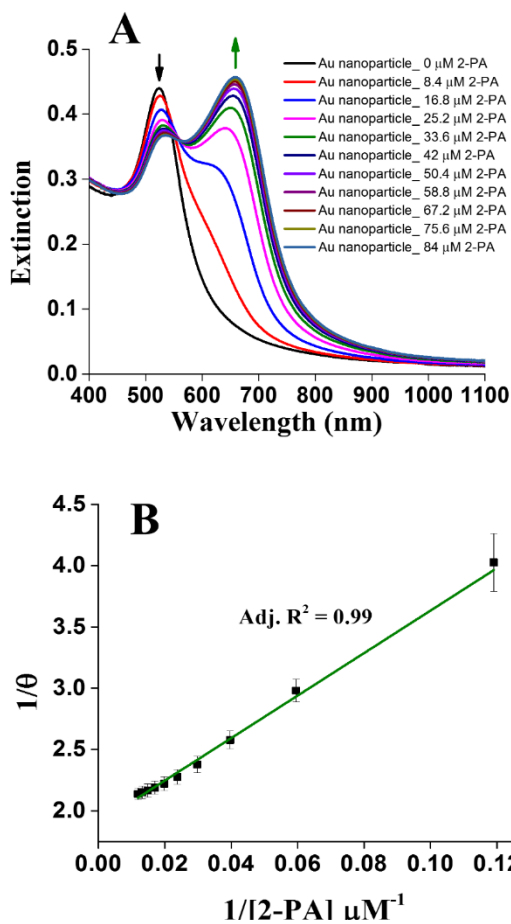 A
0.5
0.4
0.3
0.2
0.1
0.0
Extinction
400 500 600 700 800 900 1000 1100
Wavelength (nm)
Au nanoparticle_ 0 μM 2-PA
Au nanoparticle_ 8.4 μM 2-PA
Au nanoparticle_ 16.8 μM 2-PA
Au nanoparticle_ 25.2 μM 2-PA
Au nanoparticle_ 33.6 μM 2-PA
Au nanoparticle_ 42 μM 2-PA
Au nanoparticle_ 50.4 μM 2-PA
Au nanoparticle_ 58.8 μM 2-PA
Au nanoparticle_ 67.2 μM 2-PA
Au nanoparticle_ 75.6 μM 2-PA
Au nanoparticle_ 84 μM 2-PA
B
4.5
4.0
3.5
3.0
2.5
2.0
1/θ
Adj. R² = 0.99
0.00 0.02 0.04 0.06 0.08 0.10 0.12
1/[2-PA] μM⁻¹